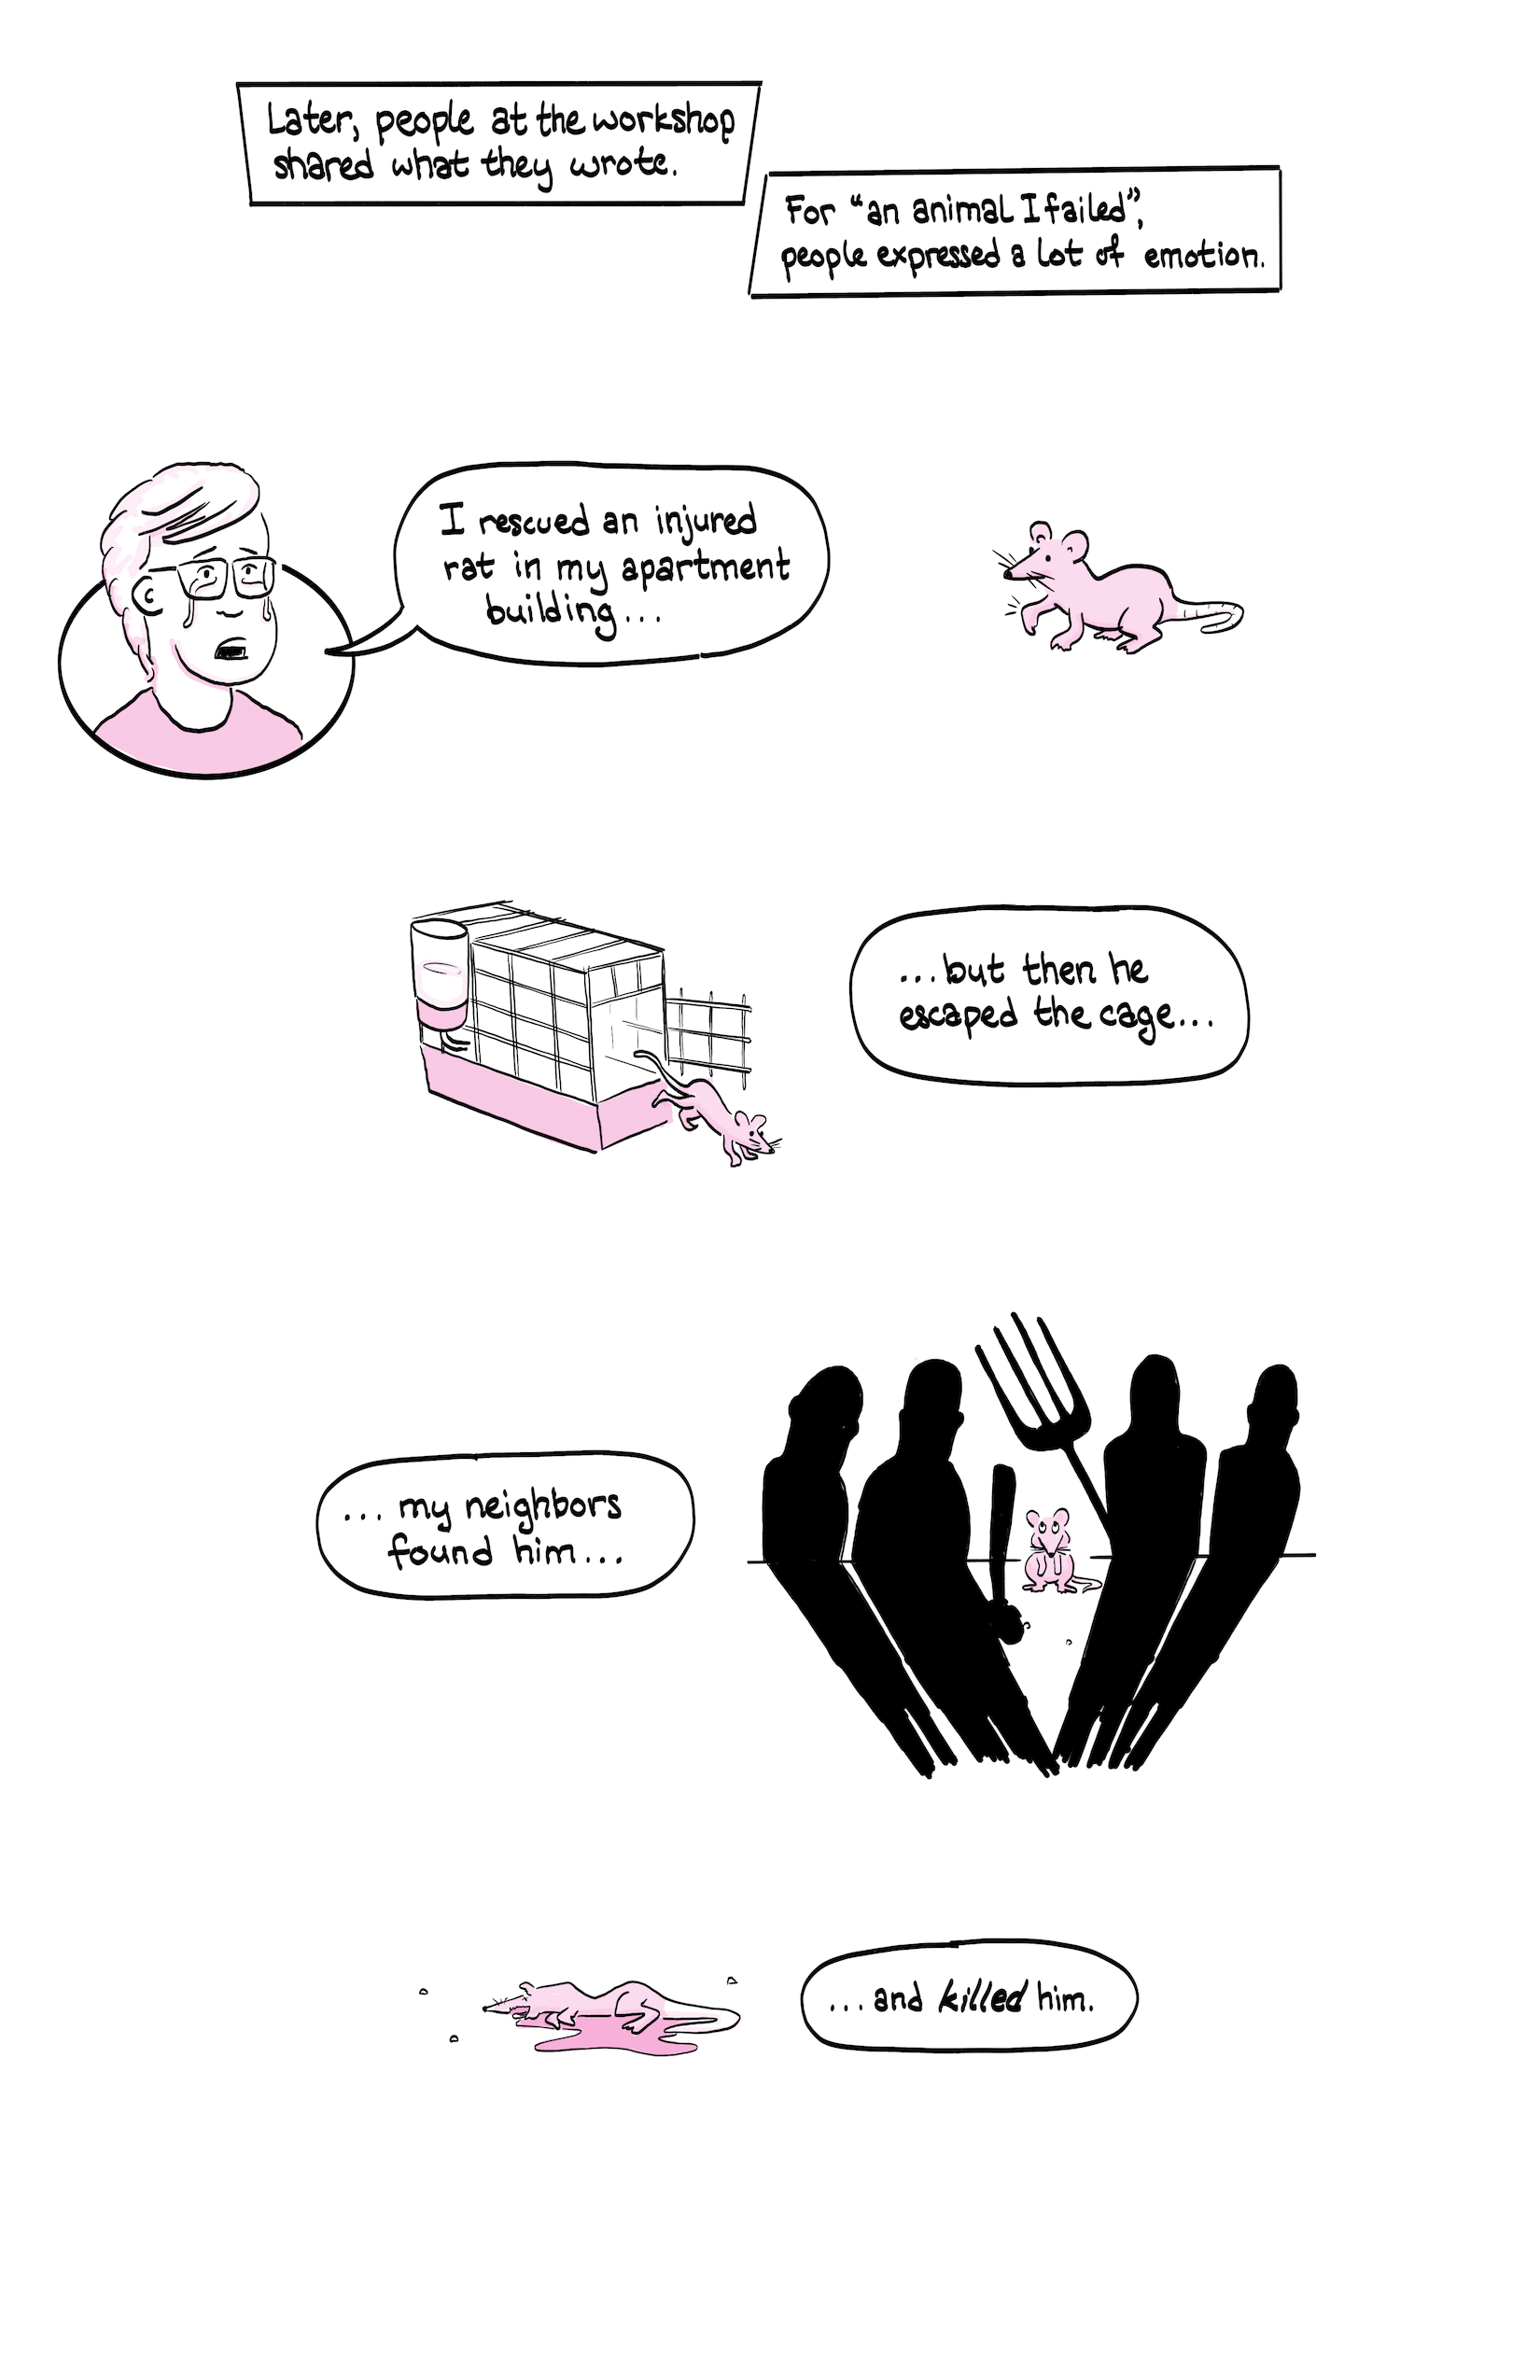 Later, people at the workshop
shared what they wrote.
For “an animal I failed”,
people expressed a lot of emotion.
I rescued an injured
rat in my apartment
building...
...but then he
escaped the cage...
... my neighbors
found him...
...and killed him.